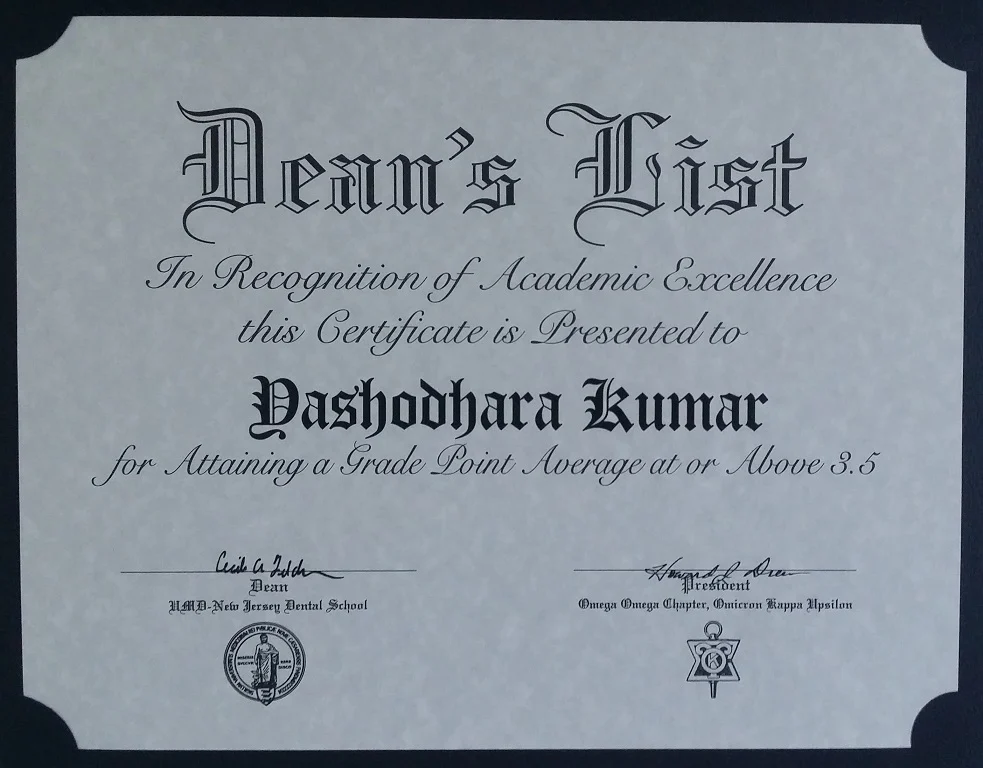 Dean's List
In Recognition of Academic Excellence
this Certificate is Presented to
Yashodhara Kumar
for Attaining a Grade Point Average at or Above 3.5
Dean
UMD-New Jersey Dental School
President
Omega Omega Chapter, Omicron Kappa Upsilon